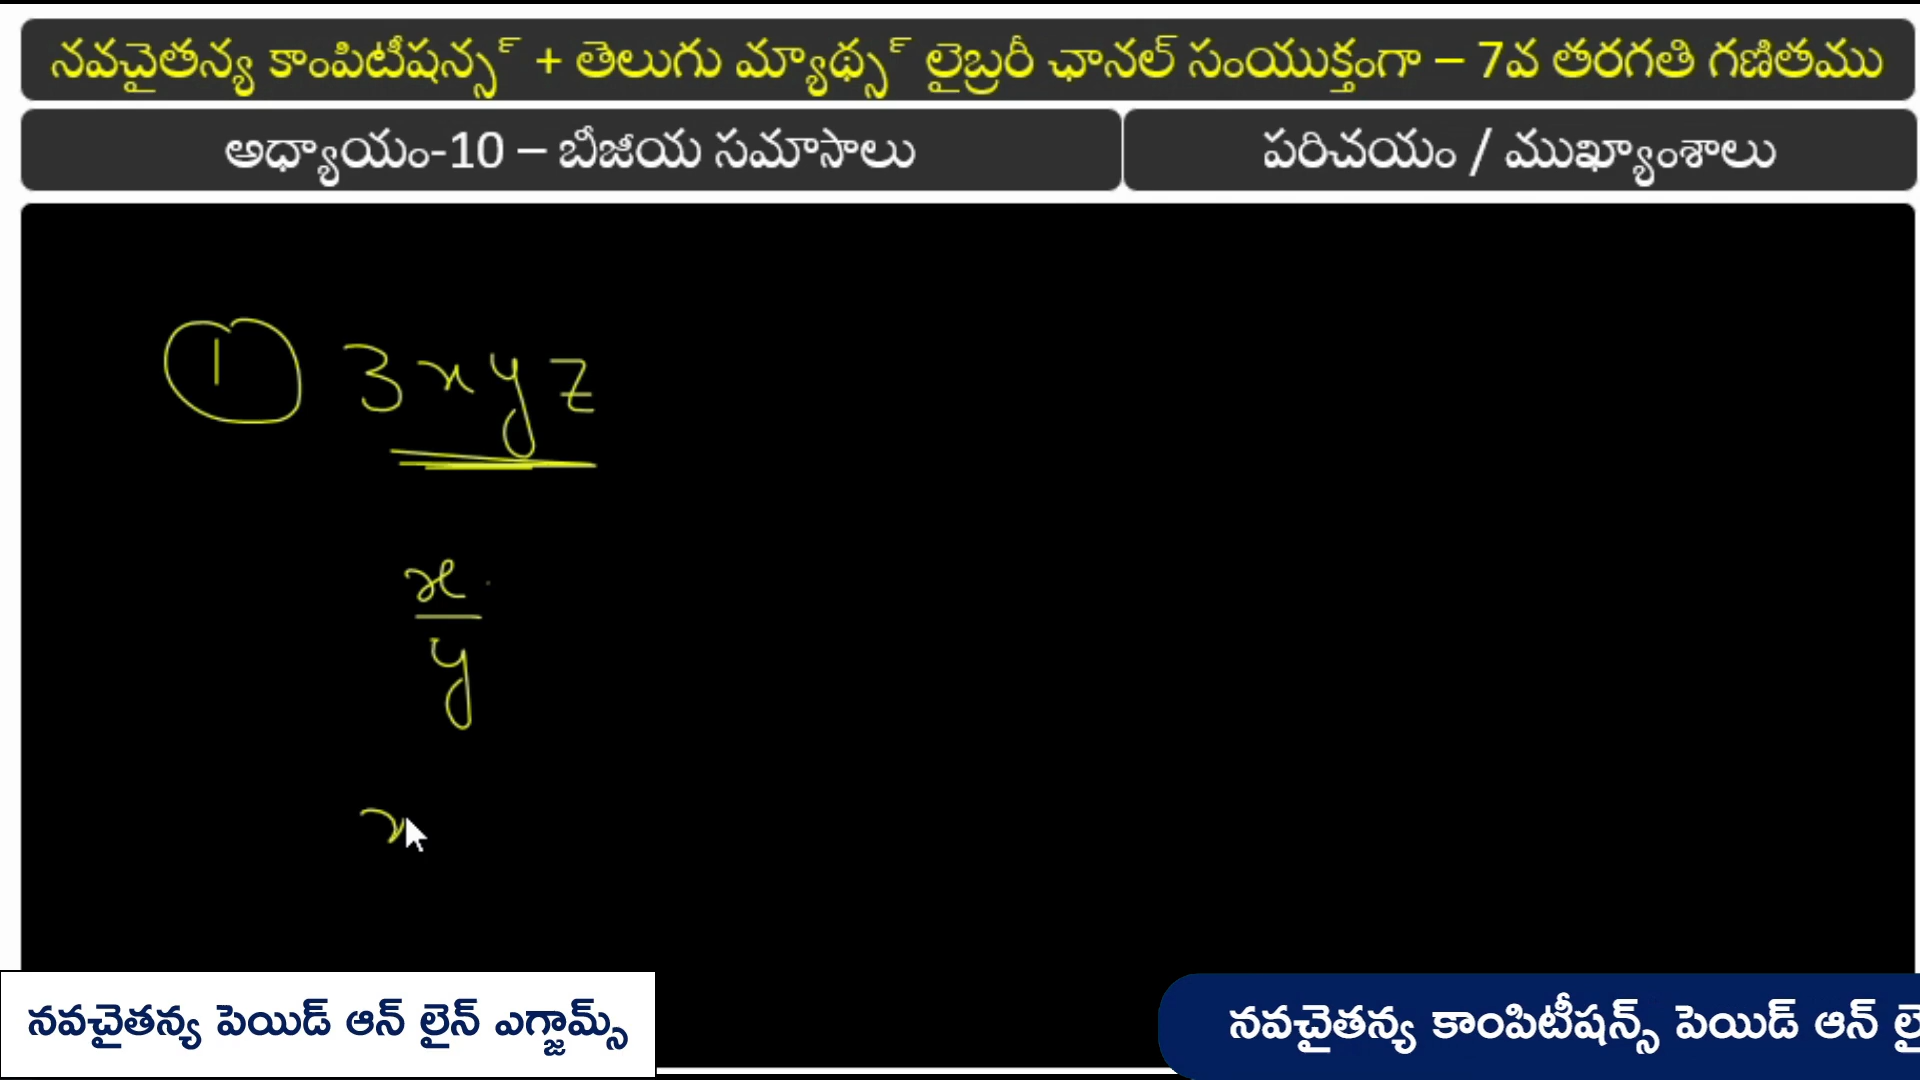 నవచైతన్య కాంపిటీషన్స్ + తెలుగు మ్యాథ్స్ లైబ్రరీ ఛానల్ సంయుక్తంగా – 7వ తరగతి గణితము
అధ్యాయం-10 – బీజీయ సమాసాలు
పరిచయం / ముఖ్యాంశాలు
1 3xyz
x
y
నవచైతన్య పెయిడ్ ఆన్ లైన్ ఎగ్జామ్స్
నవచైతన్య కాంపిటీషన్స్ పెయిడ్ ఆన్